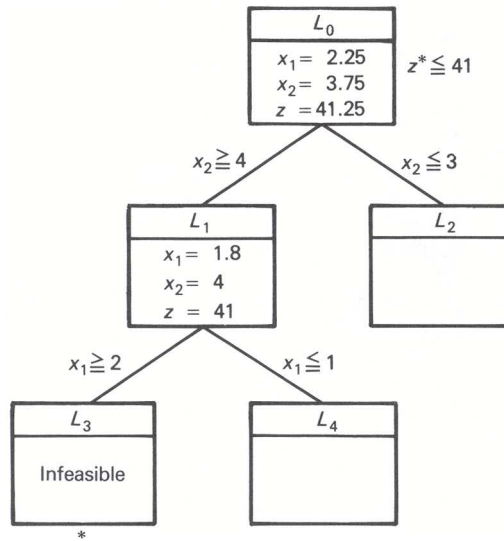 L₀
x₁ = 2.25
x₂ = 3.75
z = 41.25
z* ≦ 41
x₂ ≧ 4
x₂ ≦ 3
L₁
x₁ = 1.8
x₂ = 4
z = 41
L₂
x₁ ≧ 2
x₁ ≦ 1
L₃
Infeasible
L₄
*